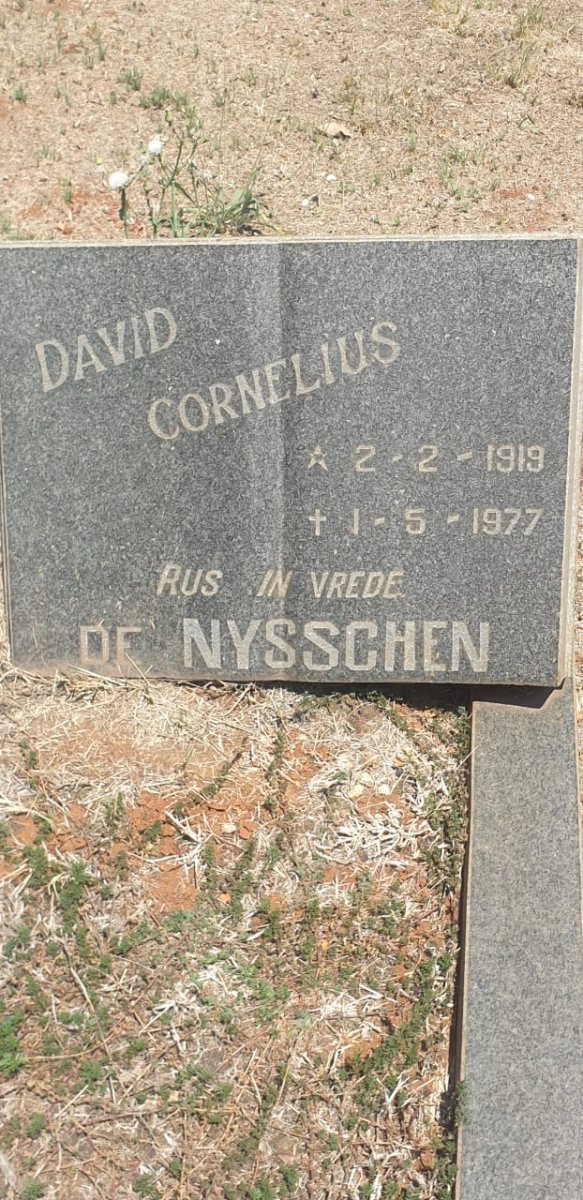 DAVID
CORNELIUS
☆ 2-2-1919
† 1-5-1977
RUS IN VREDE
DE NYSSCHEN